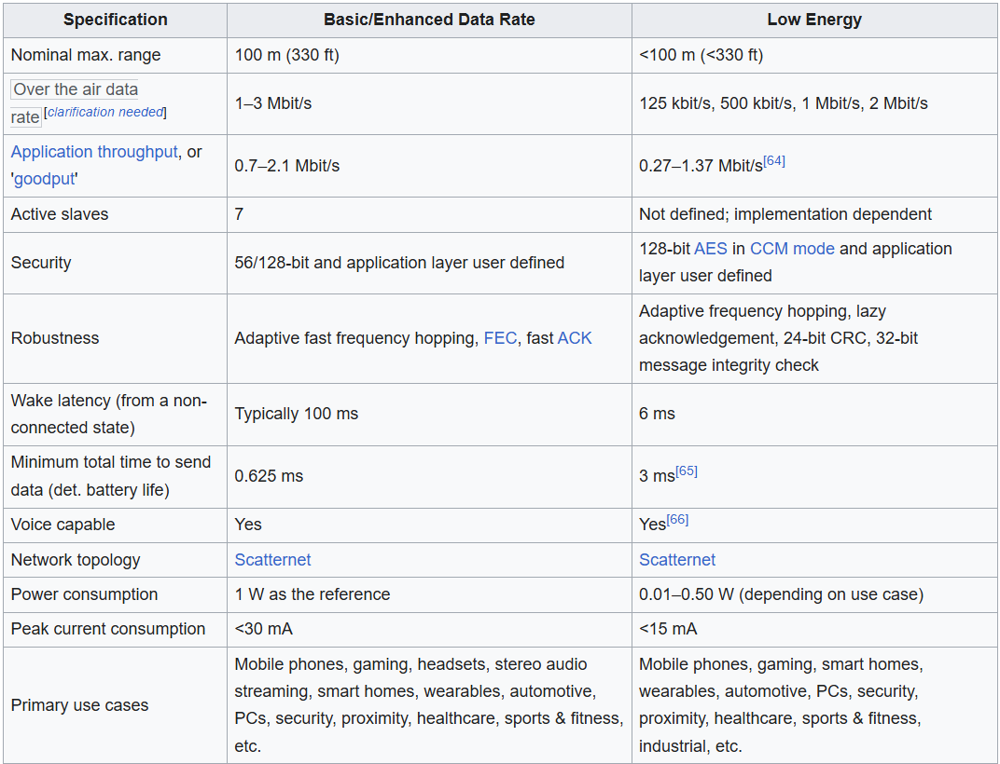 Specification Basic/Enhanced Data Rate Low Energy
Nominal max. range 100 m (330 ft) <100 m (<330 ft)
Over the air data
rate[clarification needed] 1–3 Mbit/s 125 kbit/s, 500 kbit/s, 1 Mbit/s, 2 Mbit/s
Application throughput, or
'goodput' 0.7–2.1 Mbit/s 0.27–1.37 Mbit/s[64]
Active slaves 7 Not defined; implementation dependent
Security 56/128-bit and application layer user defined 128-bit AES in CCM mode and application
layer user defined
Robustness Adaptive fast frequency hopping, FEC, fast ACK Adaptive frequency hopping, lazy
acknowledgement, 24-bit CRC, 32-bit
message integrity check
Wake latency (from a non-
connected state) Typically 100 ms 6 ms
Minimum total time to send
data (det. battery life) 0.625 ms 3 ms[65]
Voice capable Yes Yes[66]
Network topology Scatternet Scatternet
Power consumption 1 W as the reference 0.01–0.50 W (depending on use case)
Peak current consumption <30 mA <15 mA
Primary use cases Mobile phones, gaming, headsets, stereo audio
streaming, smart homes, wearables, automotive,
PCs, security, proximity, healthcare, sports & fitness,
etc. Mobile phones, gaming, smart homes,
wearables, automotive, PCs, security,
proximity, healthcare, sports & fitness,
industrial, etc.